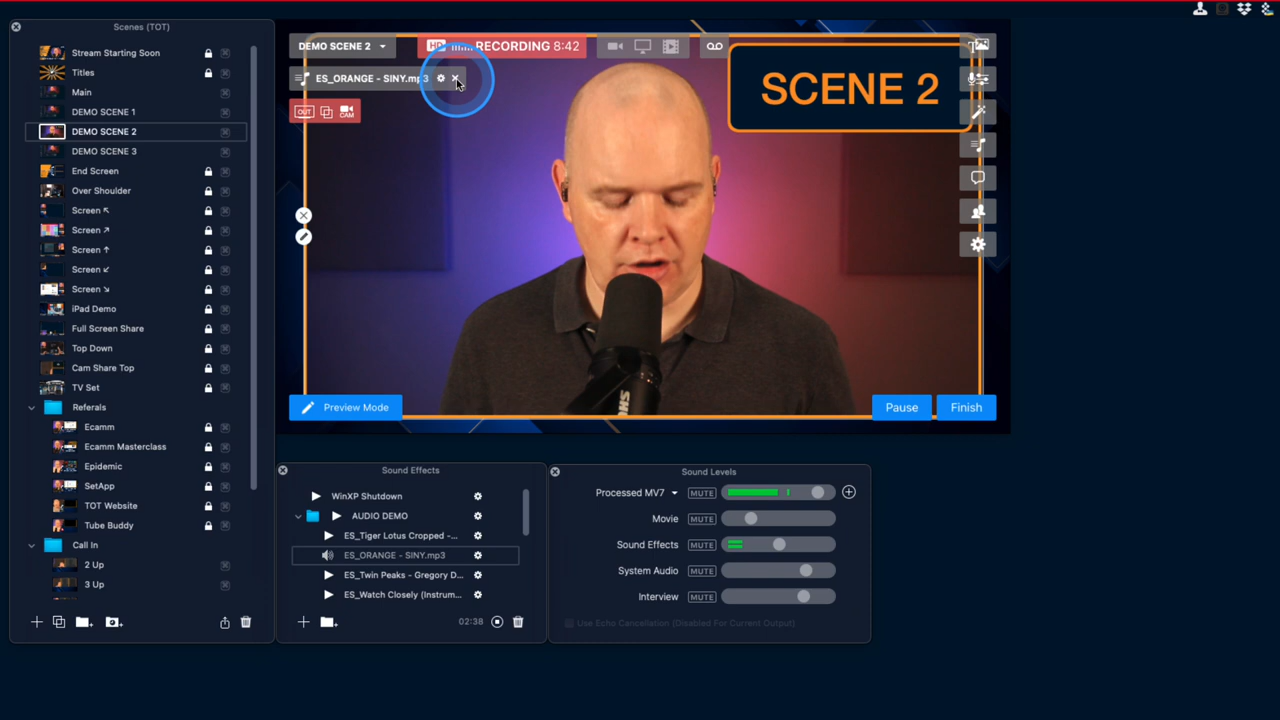 Scenes (TOT)
Stream Starting Soon
Titles
Main
DEMO SCENE 1
DEMO SCENE 2
DEMO SCENE 3
End Screen
Over Shoulder
Screen ↖
Screen ↗
Screen ↑
Screen ↙
Screen ↘
iPad Demo
Full Screen Share
Top Down
Cam Share Top
TV Set
Referals
Ecamm
Ecamm Masterclass
Epidemic
SetApp
TOT Website
Tube Buddy
Call In
2 Up
3 Up
DEMO SCENE 2
HD RECORDING 8:42
ES_ORANGE - SINY.mp3
OUT
CAM
SCENE 2
SHU
Preview Mode
Pause
Finish
Sound Effects
WinXP Shutdown
AUDIO DEMO
ES_Tiger Lotus Cropped -...
ES_ORANGE - SINY.mp3
ES_Twin Peaks - Gregory D...
ES_Watch Closely (Instrum...
02:38
Sound Levels
Processed MV7 MUTE
Movie MUTE
Sound Effects MUTE
System Audio MUTE
Interview MUTE
Use Echo Cancellation (Disabled For Current Output)